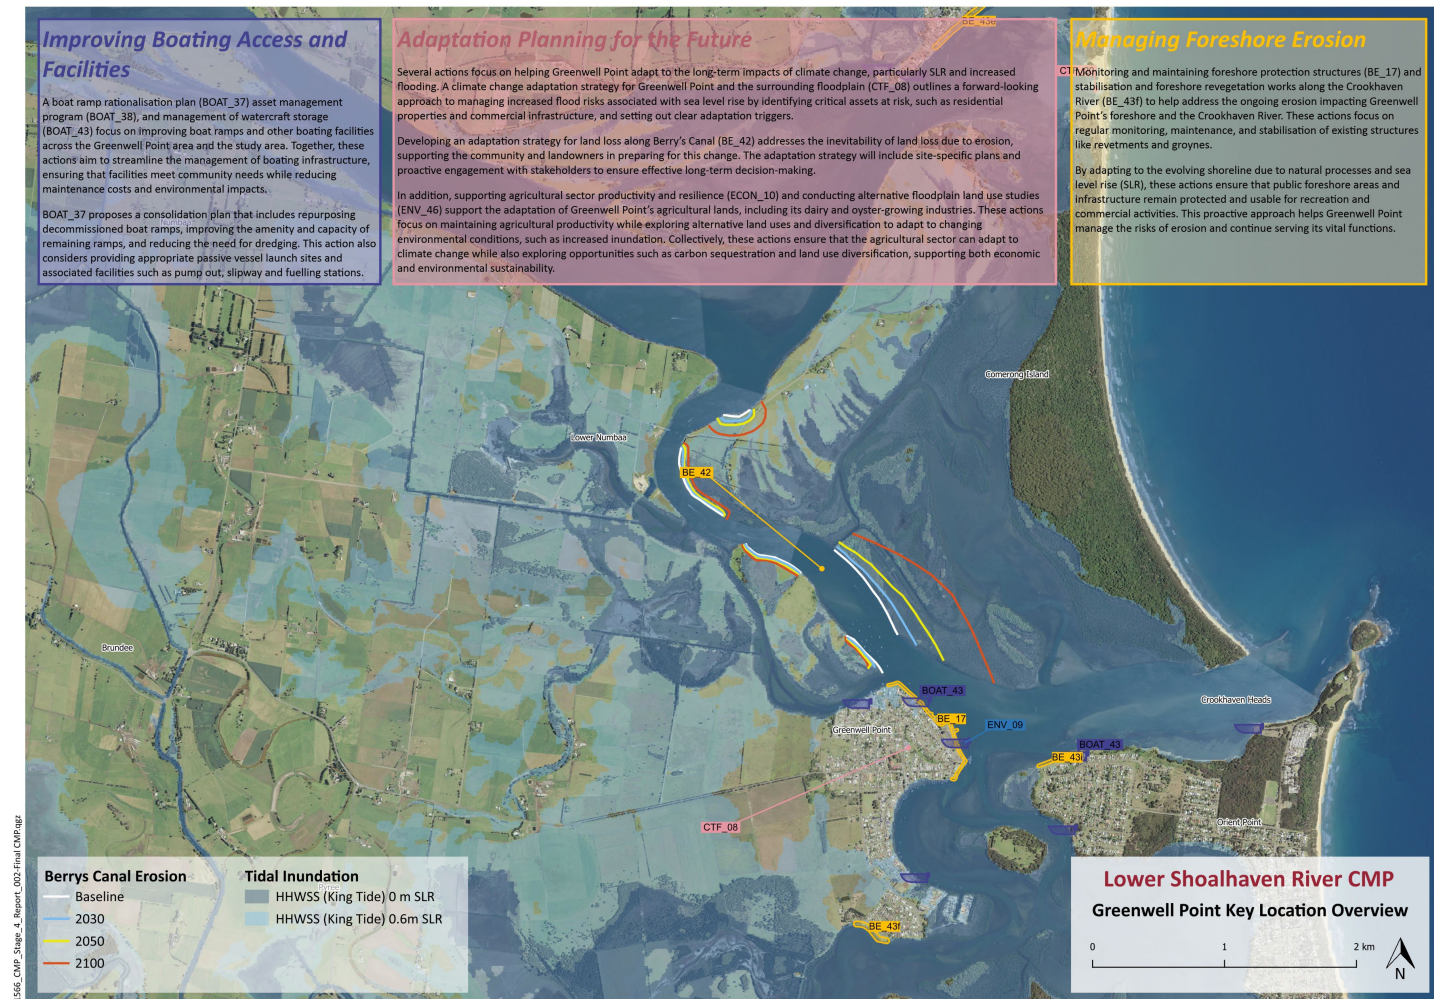 Improving Boating Access and
Facilities
A boat ramp rationalisation plan (BOAT_37) asset management
program (BOAT_38), and management of watercraft storage
(BOAT_43) focus on improving boat ramps and other boating facilities
across the Greenwell Point area and the study area. Together, these
actions aim to streamline the management of boating infrastructure,
ensuring that facilities meet community needs while reducing
maintenance costs and environmental impacts.
BOAT_37 proposes a consolidation plan that includes repurposing
decommissioned boat ramps, improving the amenity and capacity of
remaining ramps, and reducing the need for dredging. This action also
considers providing appropriate passive vessel launch sites and
associated facilities such as pump out, slipway and fuelling stations.
Adaptation Planning for the Future
Several actions focus on helping Greenwell Point adapt to the long-term impacts of climate change, particularly SLR and increased
flooding. A climate change adaptation strategy for Greenwell Point and the surrounding floodplain (CTF_08) outlines a forward-looking
approach to managing increased flood risks associated with sea level rise by identifying critical assets at risk, such as residential
properties and commercial infrastructure, and setting out clear adaptation triggers.
Developing an adaptation strategy for land loss along Berry's Canal (BE_42) addresses the inevitability of land loss due to erosion,
supporting the community and landowners in preparing for this change. The adaptation strategy will include site-specific plans and
proactive engagement with stakeholders to ensure effective long-term decision-making.
In addition, supporting agricultural sector productivity and resilience (ECON_10) and conducting alternative floodplain land use studies
(ENV_46) support the adaptation of Greenwell Point's agricultural lands, including its dairy and oyster-growing industries. These actions
focus on maintaining agricultural productivity while exploring alternative land uses and diversification to adapt to changing
environmental conditions, such as increased inundation. Collectively, these actions ensure that the agricultural sector can adapt to
climate change while also exploring opportunities such as carbon sequestration and land use diversification, supporting both economic
and environmental sustainability.
Managing Foreshore Erosion
Monitoring and maintaining foreshore protection structures (BE_17) and
stabilisation and foreshore revegetation works along the Crookhaven
River (BE_43f) to help address the ongoing erosion impacting Greenwell
Point's foreshore and the Crookhaven River. These actions focus on
regular monitoring, maintenance, and stabilisation of existing structures
like revetments and groynes.
By adapting to the evolving shoreline due to natural processes and sea
level rise (SLR), these actions ensure that public foreshore areas and
infrastructure remain protected and usable for recreation and
commercial activities. This proactive approach helps Greenwell Point
manage the risks of erosion and continue serving its vital functions.
Numbaa
Comerong Island
Lower Numbaa
BE_42
Brundee
BOAT_43
BE_17
ENV_09
Greenwell Point
Crookhaven Heads
BOAT_43
BE_43i
CTF_08
Orient Point
BE_43f
Pyree
Berrys Canal Erosion
Baseline
2030
2050
2100
Tidal Inundation
HHWSS (King Tide) 0 m SLR
HHWSS (King Tide) 0.6m SLR
Lower Shoalhaven River CMP
Greenwell Point Key Location Overview
0 1 2 km
N
1566_CMP_Stage_4_Report_002-Final CMP.qgz